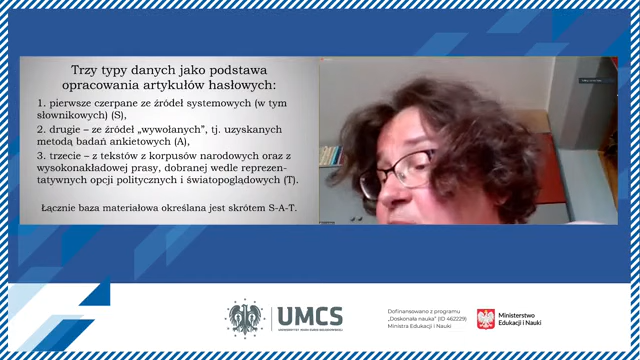 Trzy typy danych jako podstawa
opracowania artykułów hasłowych:
1. pierwsze czerpane ze źródeł systemowych (w tym
słownikowych) (S),
2. drugie – ze źródeł „wywołanych”, tj. uzyskanych
metodą badań ankietowych (A),
3. trzecie – z tekstów z korpusów narodowych oraz z
wysokonakładowej prasy, dobranej wedle reprezen-
tatywnych opcji politycznych i światopoglądowych (T).
Łącznie baza materiałowa określana jest skrótem S-A-T.
UMCS
Dofinansowano z programu
„Doskonała nauka” (ID 462229)
Ministra Edukacji i Nauki
Ministerstwo
Edukacji i Nauki